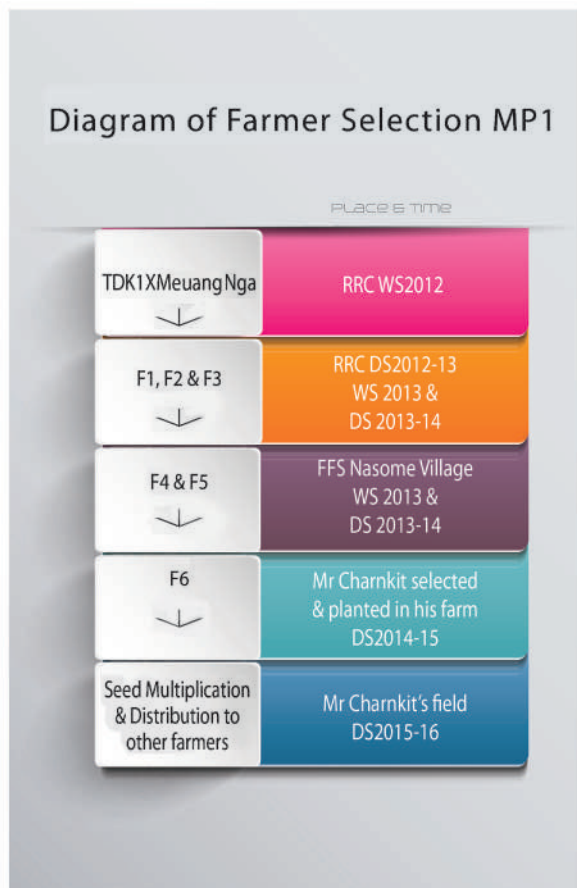 Diagram of Farmer Selection MP1
PLACE & TIME
TDK1XMeuang Nga
RRC WS2012
F1, F2 & F3
RRC DS2012-13
WS 2013 &
DS 2013-14
F4 & F5
FFS Nasome Village
WS 2013 &
DS 2013-14
F6
Mr Charnkit selected
& planted in his farm
DS2014-15
Seed Multiplication
& Distribution to
other farmers
Mr Charnkit's field
DS2015-16